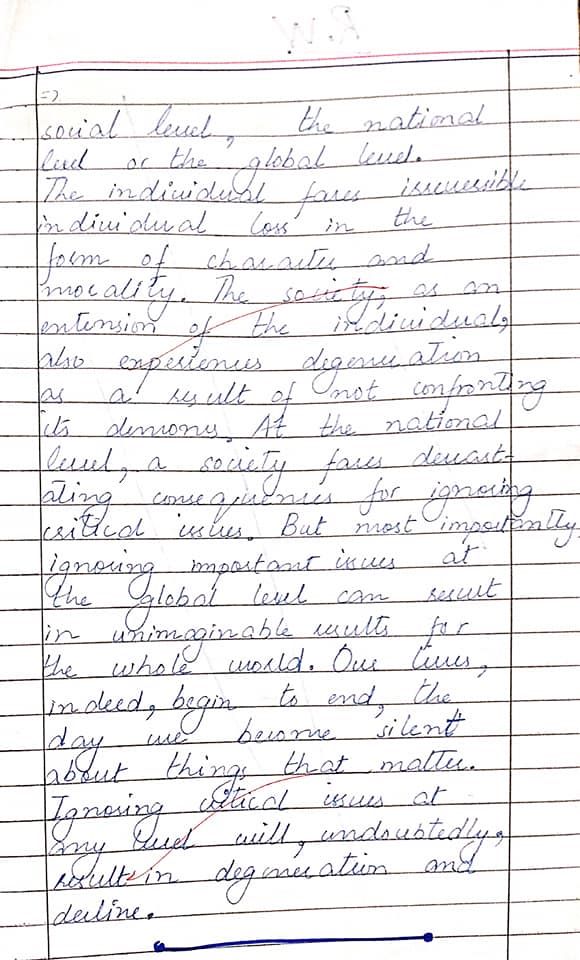 =>
social level, the national
level or the global level.
The individual faces irreversible
individual loss in the
form of character and
morality. The society, as an
extension of the individual,
also experiences degeneration
as a result of not confronting
its demons. At the national
level, a society faces devast-
ating consequences for ignoring
critical issues. But most importantly,
ignoring important issues at
the global level can result
in unimaginable results for
the whole world. Our lives,
indeed, begin to end, the
day we become silent
about things that matter.
Ignoring critical issues at
any level will, undoubtedly,
result in degeneration and
decline.